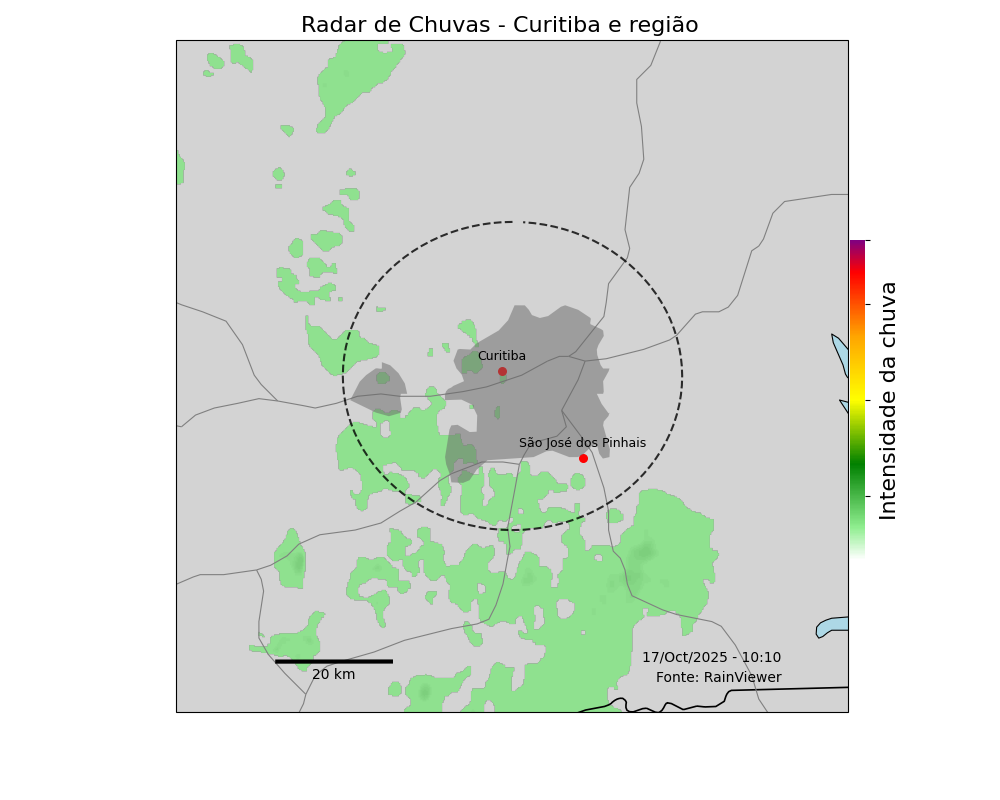 Radar de Chuvas - Curitiba e região
Curitiba
São José dos Pinhais
Intensidade da chuva
17/Oct/2025 - 10:10
Fonte: RainViewer
20 km